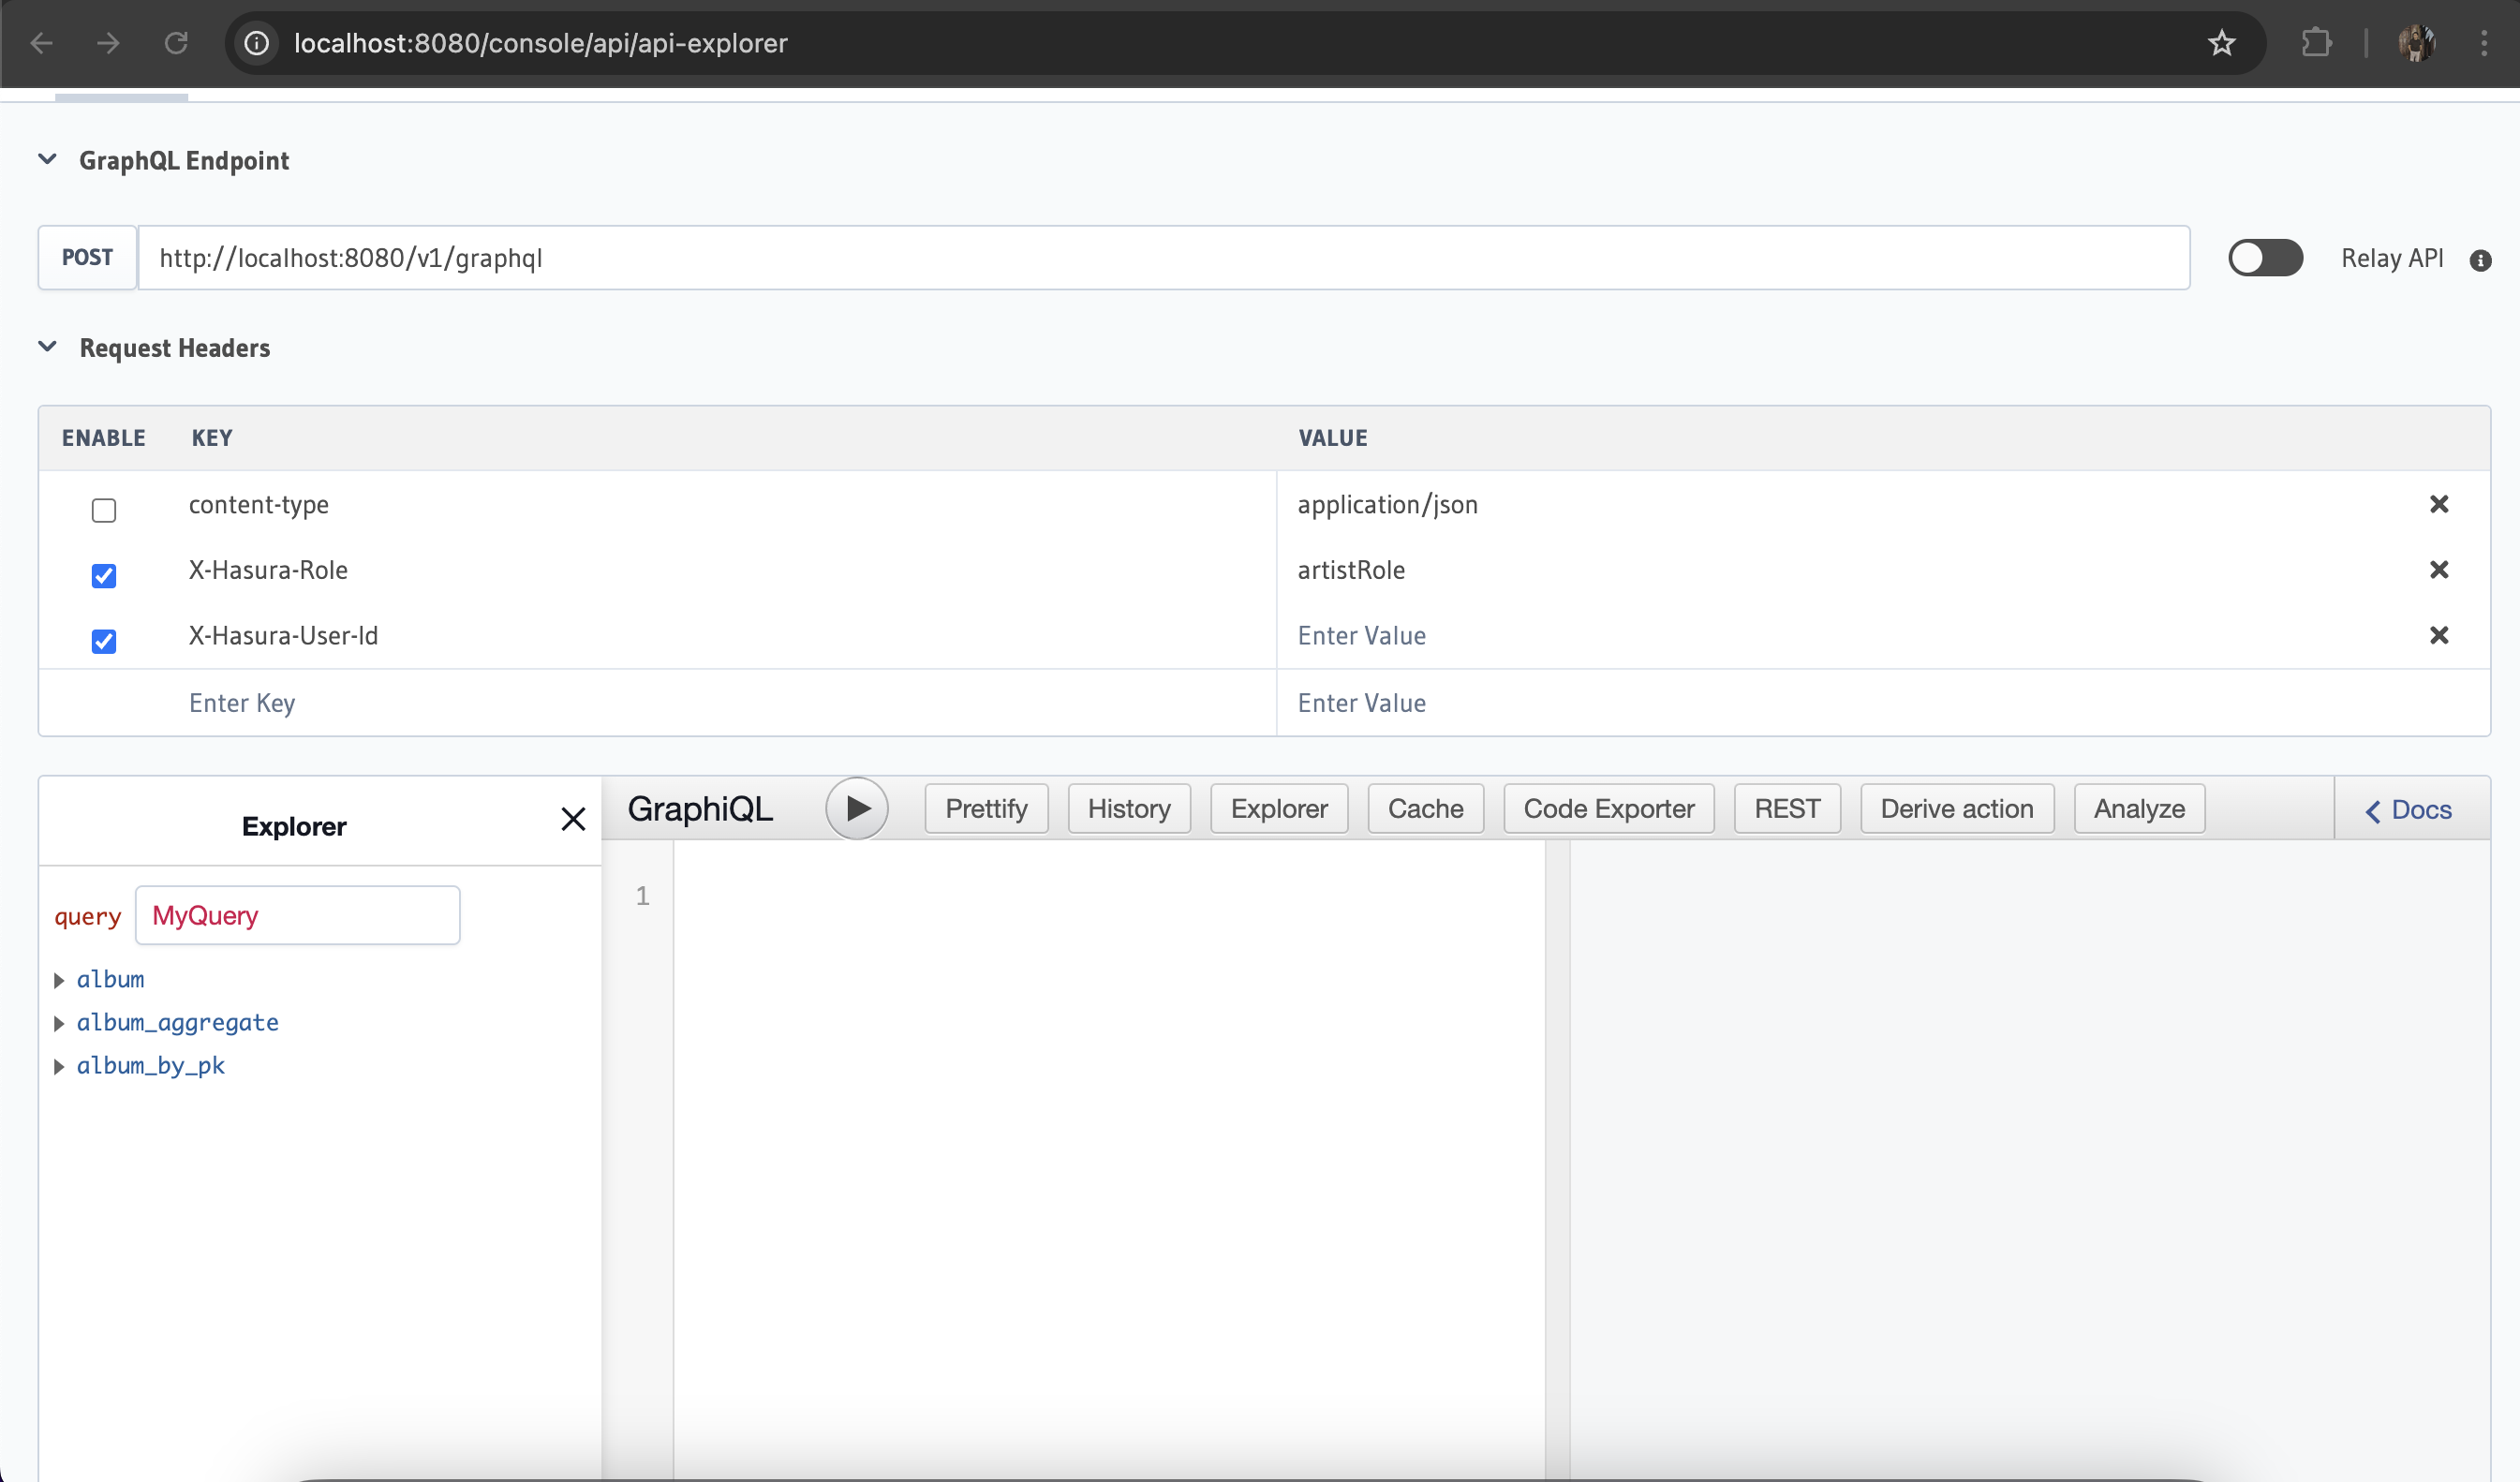 localhost:8080/console/api/api-explorer
GraphQL Endpoint
POST http://localhost:8080/v1/graphql Relay API
Request Headers
ENABLE KEY VALUE
content-type application/json
X-Hasura-Role artistRole
X-Hasura-User-Id Enter Value
Enter Key Enter Value
Explorer
GraphiQL Prettify History Explorer Cache Code Exporter REST Derive action Analyze Docs
1
query MyQuery
album
album_aggregate
album_by_pk